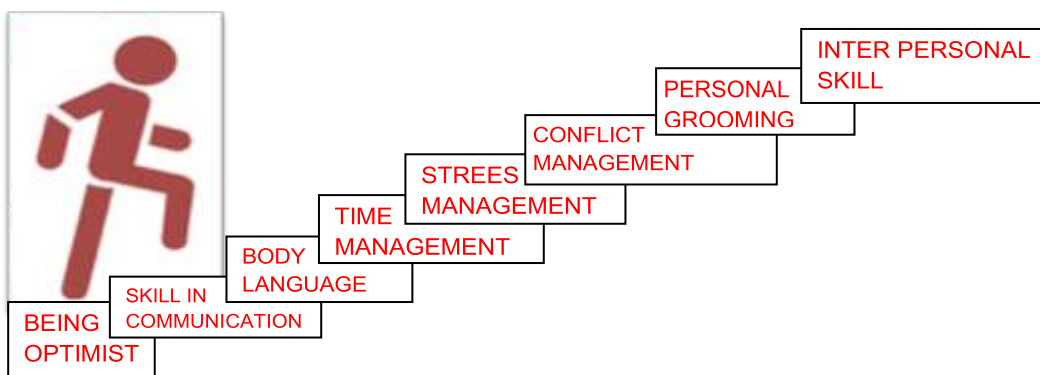 BEING
OPTIMIST
SKILL IN
COMMUNICATION
BODY
LANGUAGE
TIME
MANAGEMENT
STREES
MANAGEMENT
CONFLICT
MANAGEMENT
PERSONAL
GROOMING
INTER PERSONAL
SKILL